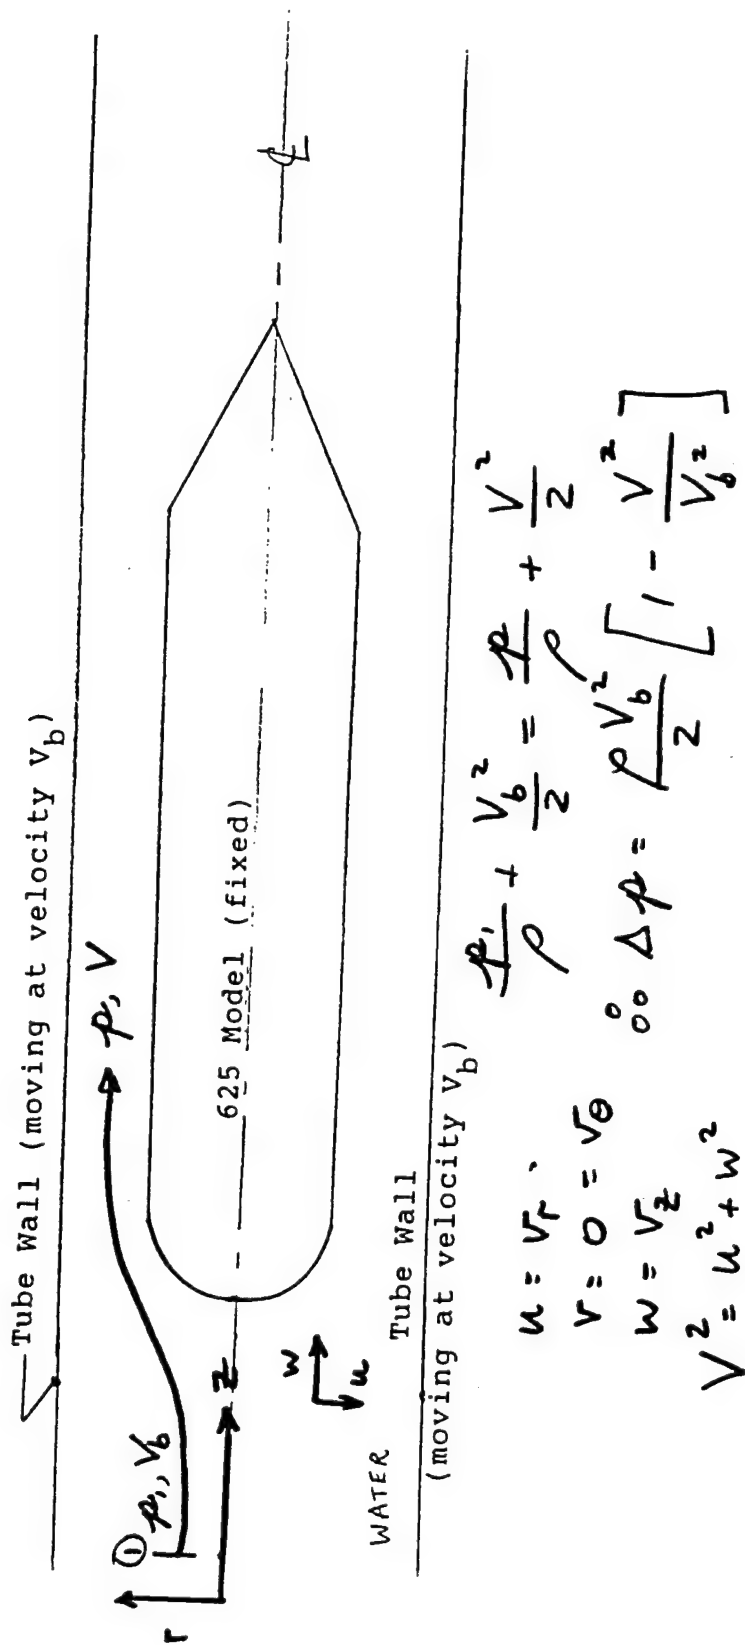 Tube Wall (moving at velocity V_b)
① p₁, V_b
p, V
r
z
w
u
625 Model (fixed)
℄
WATER
Tube Wall
(moving at velocity V_b)
u = v_r
v = 0 = v_θ
w = v_z
V² = u² + w²
p₁/ρ + V_b²/2 = p/ρ + V²/2
∴ Δp = ρV_b²/2 [1 - V²/V_b²]